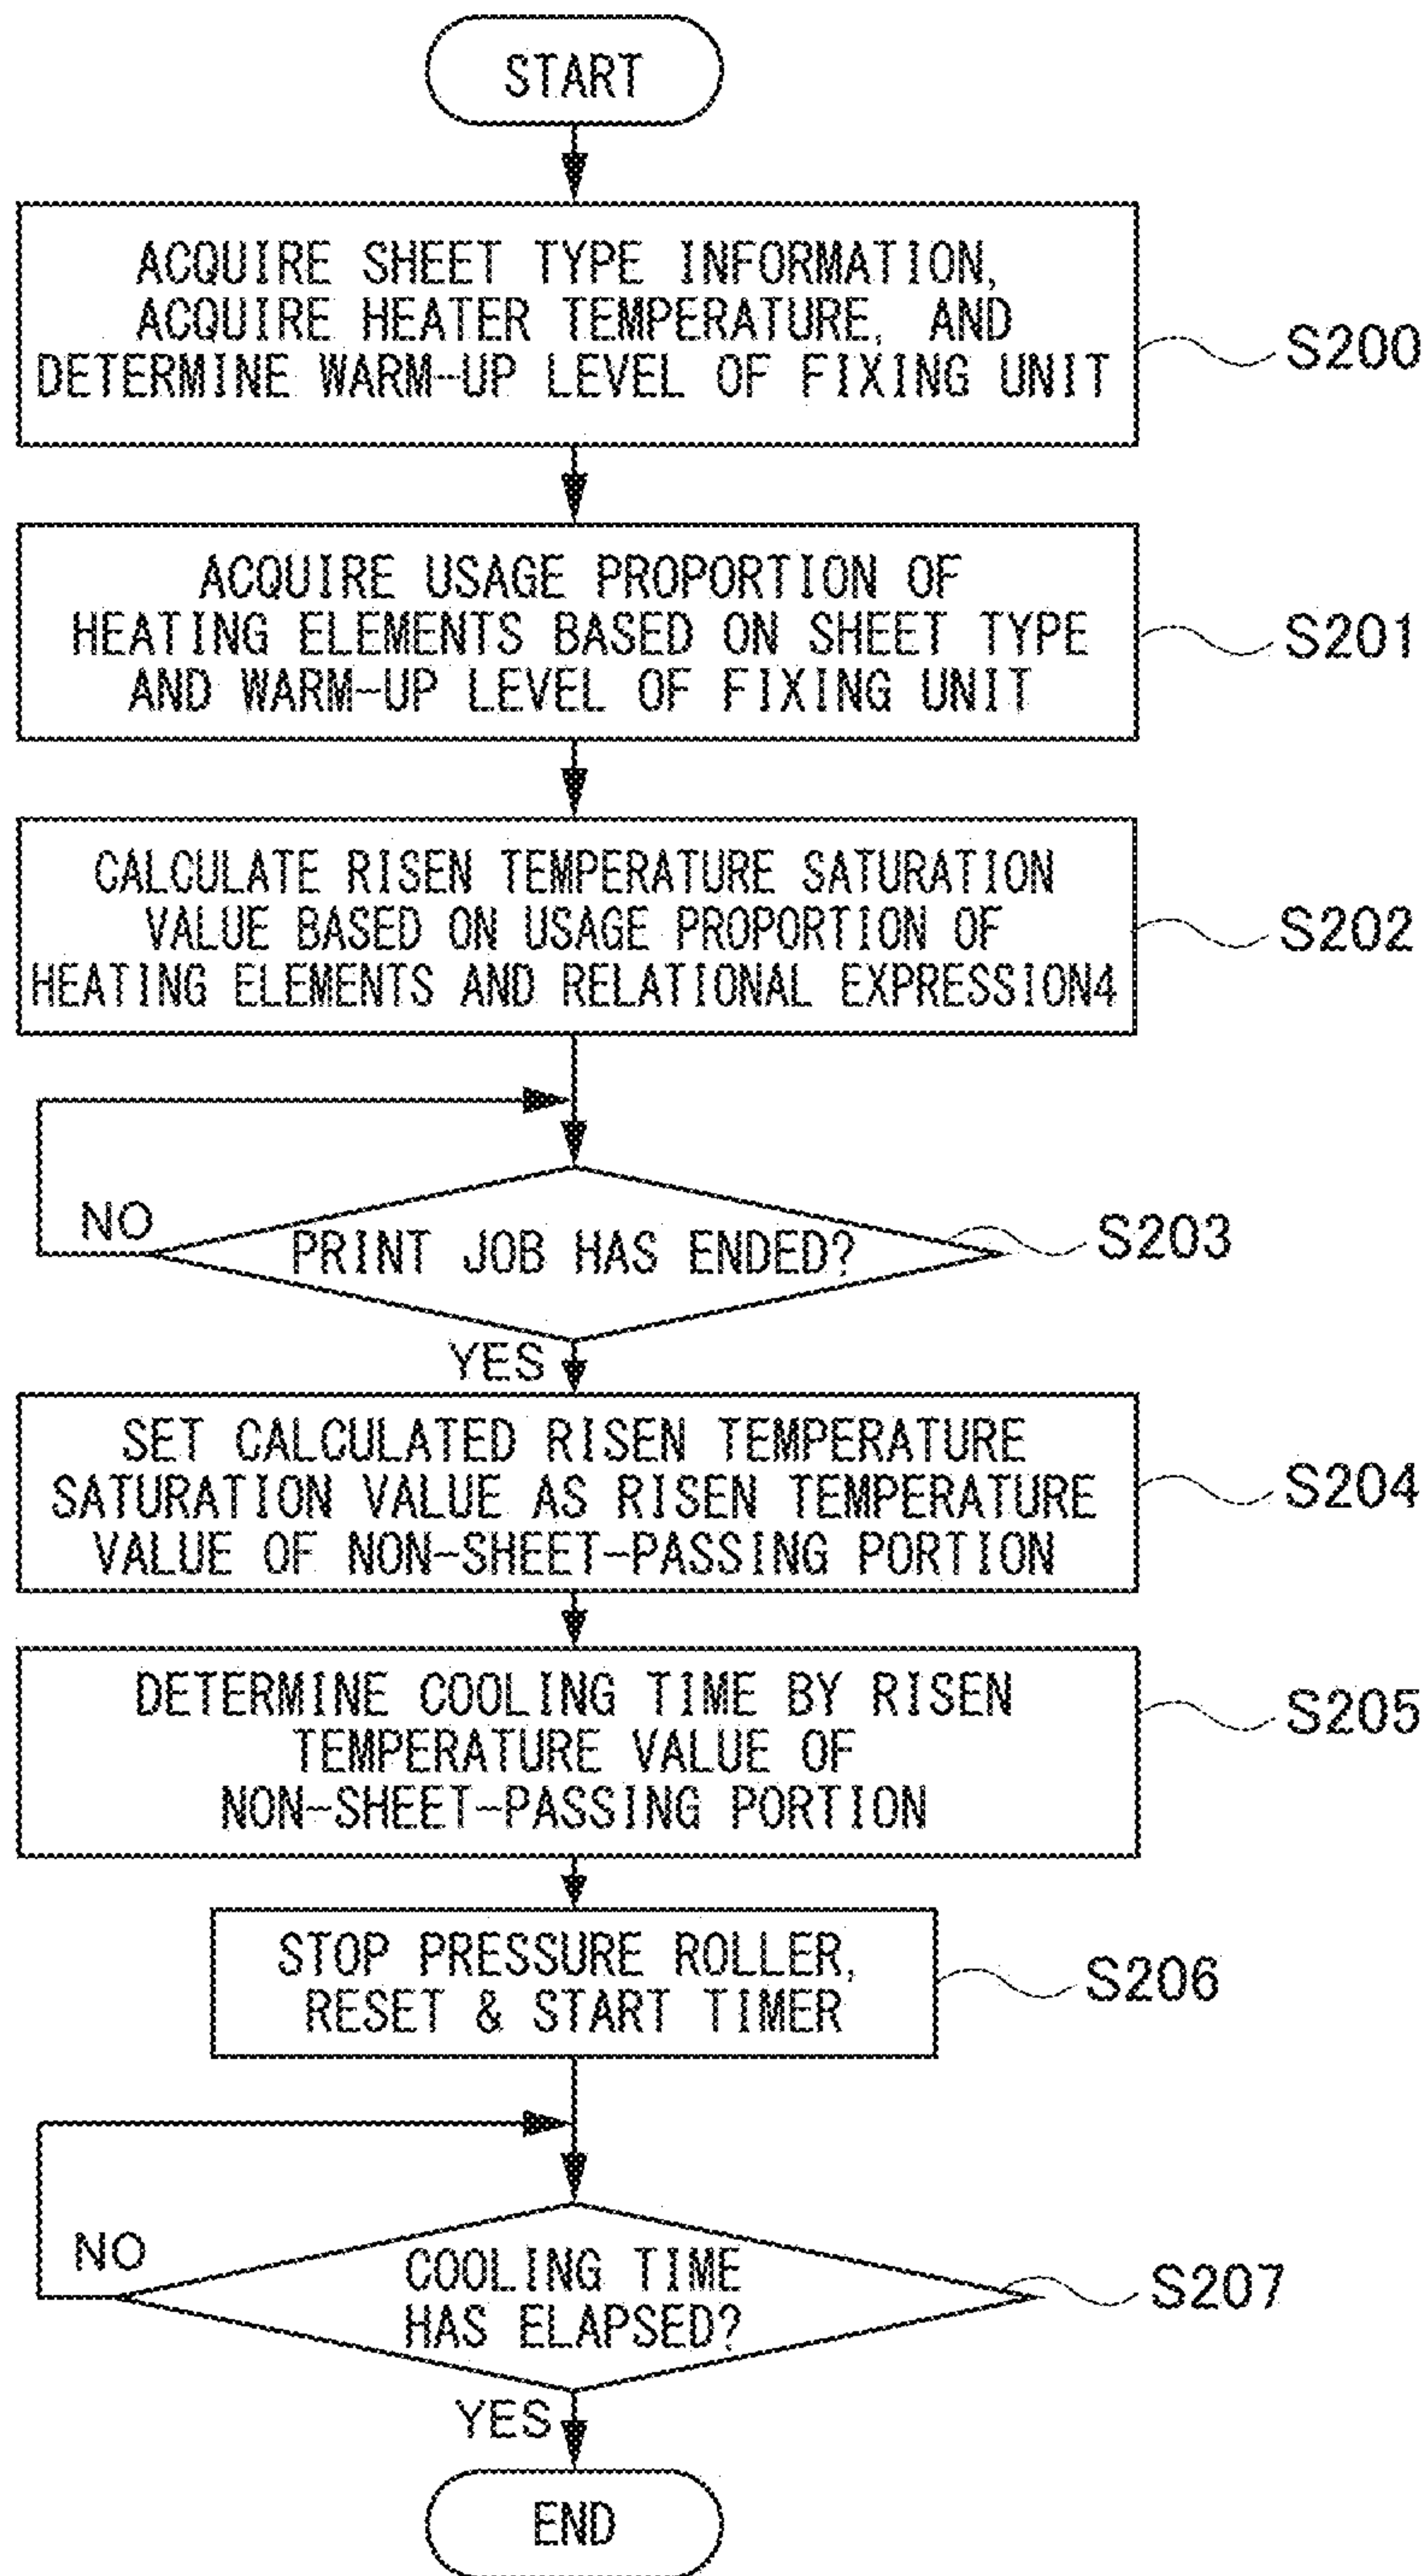 START
ACQUIRE SHEET TYPE INFORMATION,
ACQUIRE HEATER TEMPERATURE, AND
DETERMINE WARM-UP LEVEL OF FIXING UNIT
S200
ACQUIRE USAGE PROPORTION OF
HEATING ELEMENTS BASED ON SHEET TYPE
AND WARM-UP LEVEL OF FIXING UNIT
S201
CALCULATE RISEN TEMPERATURE SATURATION
VALUE BASED ON USAGE PROPORTION OF
HEATING ELEMENTS AND RELATIONAL EXPRESSION4
S202
NO
PRINT JOB HAS ENDED?
S203
YES
SET CALCULATED RISEN TEMPERATURE
SATURATION VALUE AS RISEN TEMPERATURE
VALUE OF NON-SHEET-PASSING PORTION
S204
DETERMINE COOLING TIME BY RISEN
TEMPERATURE VALUE OF
NON-SHEET-PASSING PORTION
S205
STOP PRESSURE ROLLER,
RESET & START TIMER
S206
NO
COOLING TIME
HAS ELAPSED?
S207
YES
END